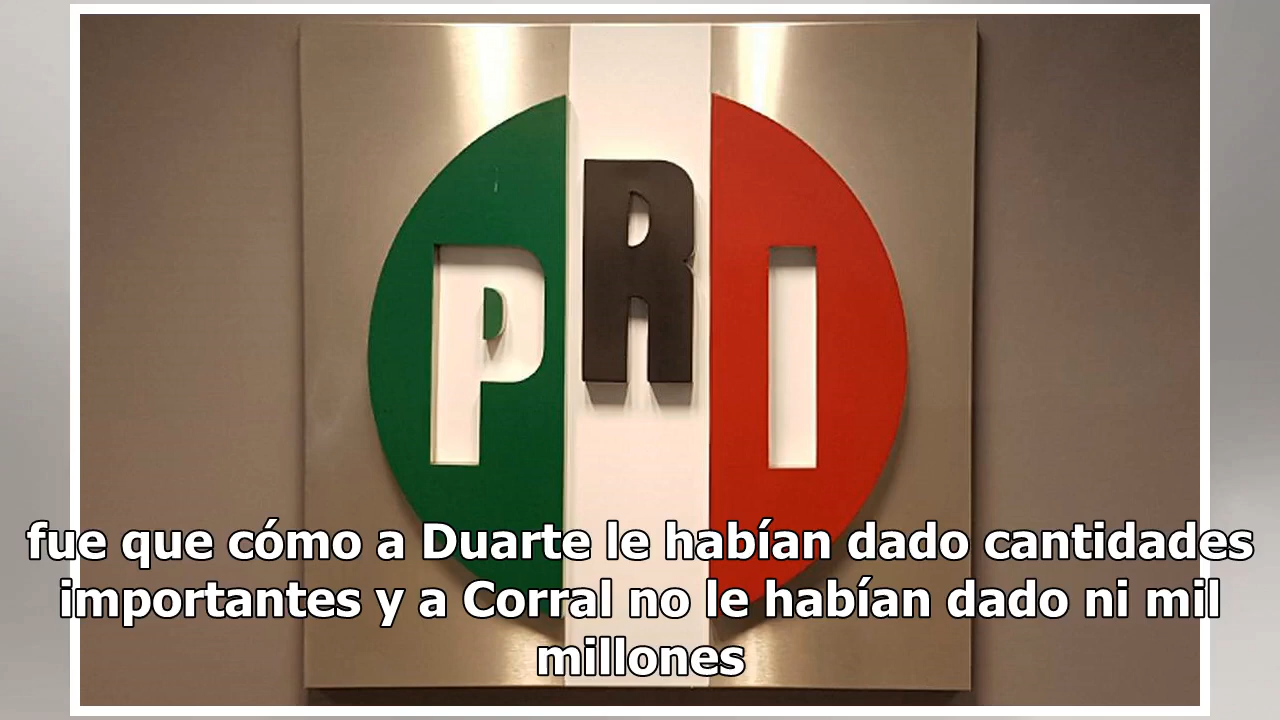 PRI
fue que cómo a Duarte le habían dado cantidades
importantes y a Corral no le habían dado ni mil
millones